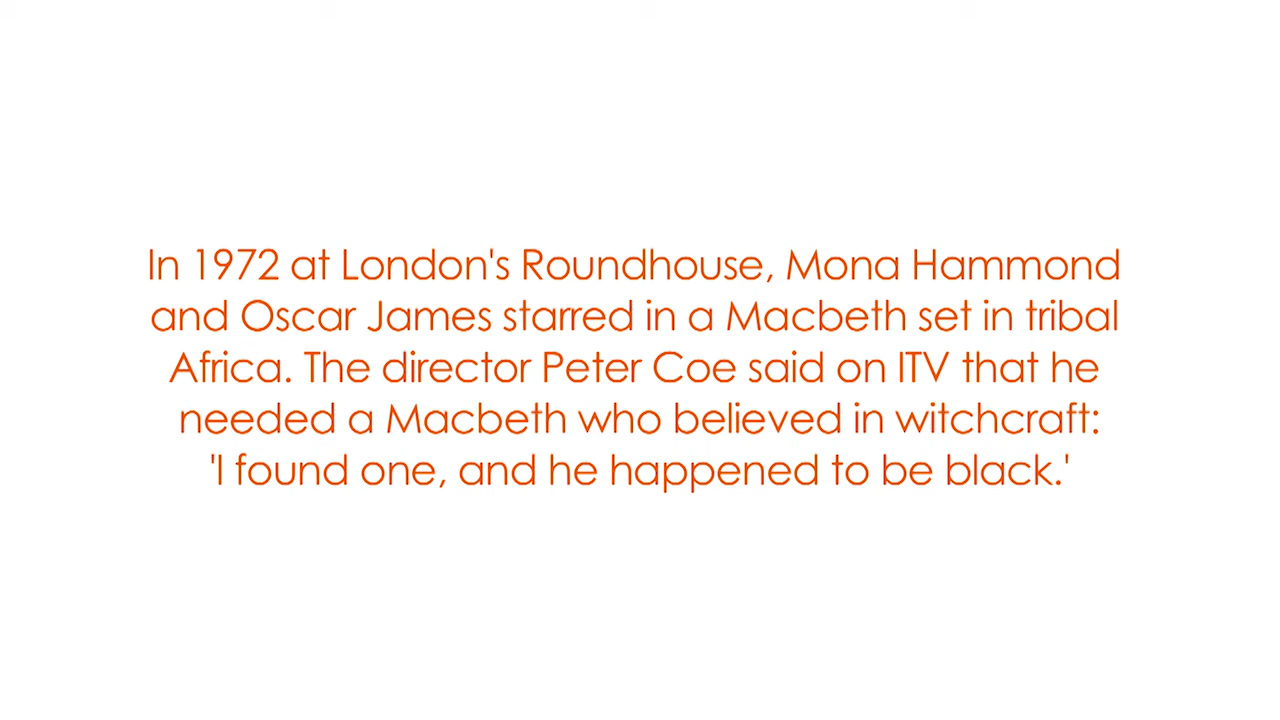 In 1972 at London's Roundhouse, Mona Hammond
and Oscar James starred in a Macbeth set in tribal
Africa. The director Peter Coe said on ITV that he
needed a Macbeth who believed in witchcraft:
'I found one, and he happened to be black.'